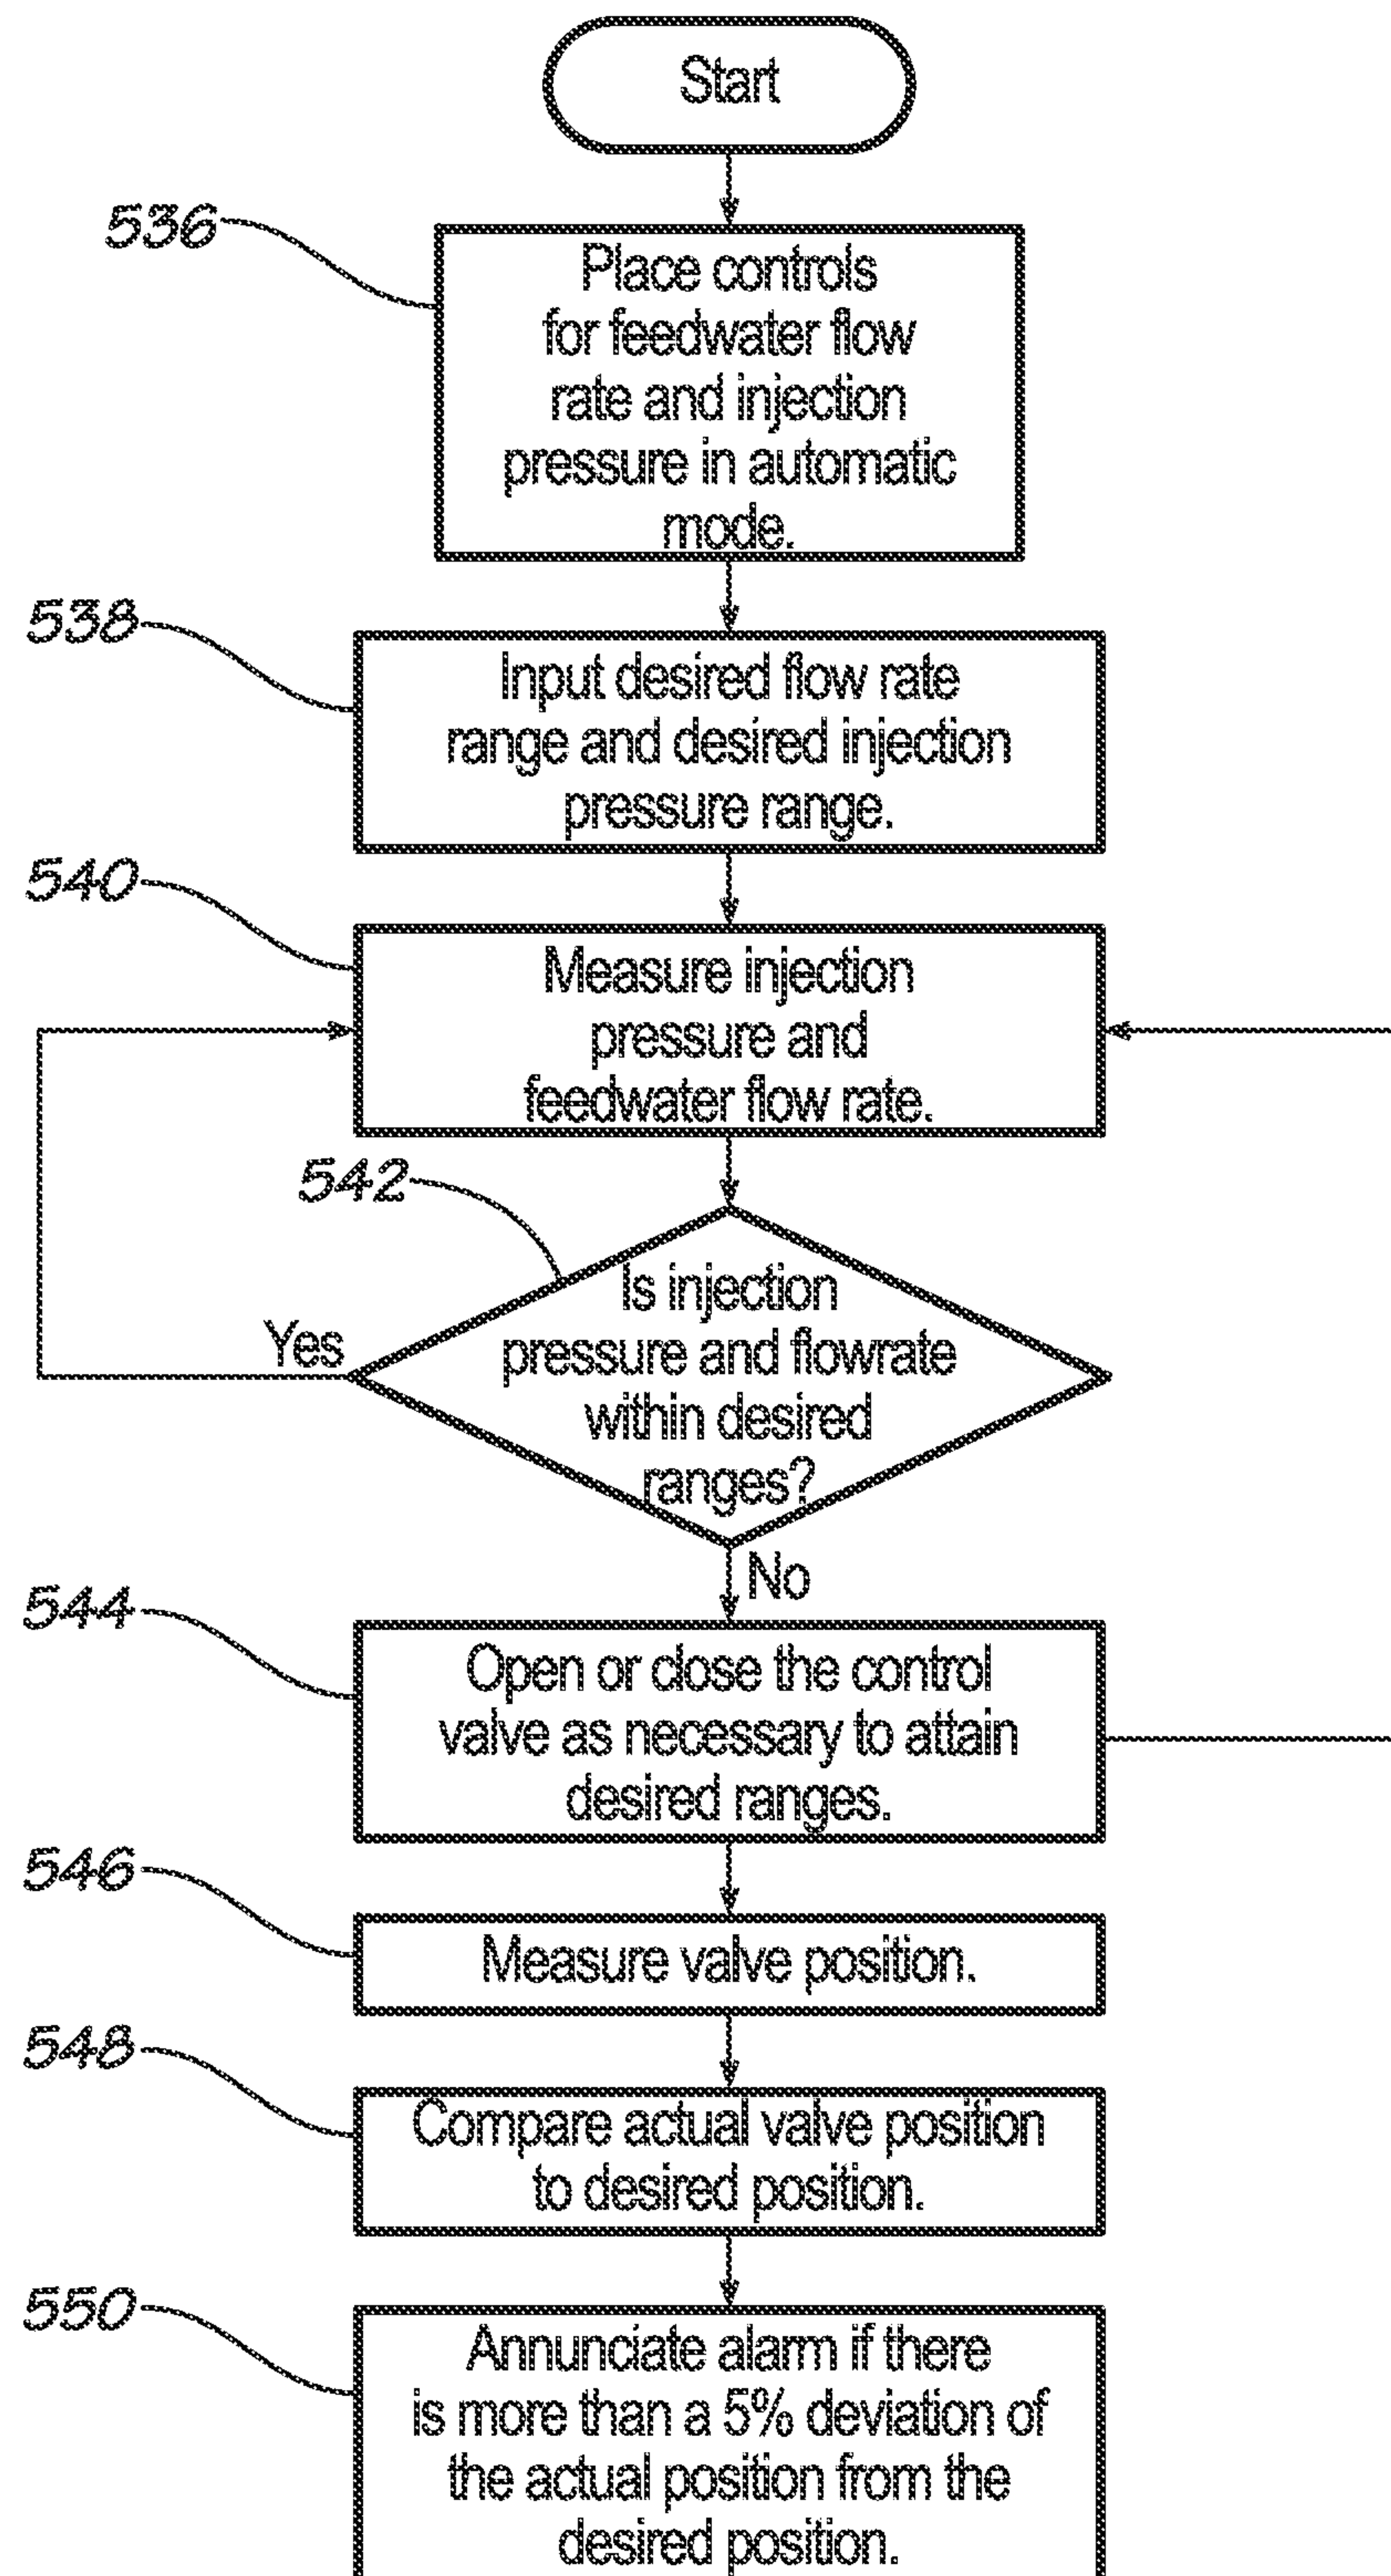 Start
536
Place controls
for feedwater flow
rate and injection
pressure in automatic
mode.
538
Input desired flow rate
range and desired injection
pressure range.
540
Measure injection
pressure and
feedwater flow rate.
542
Is injection
pressure and flowrate
within desired
ranges?
Yes
No
544
Open or close the control
valve as necessary to attain
desired ranges.
546
Measure valve position.
548
Compare actual valve position
to desired position.
550
Annunciate alarm if there
is more than a 5% deviation of
the actual position from the
desired position.